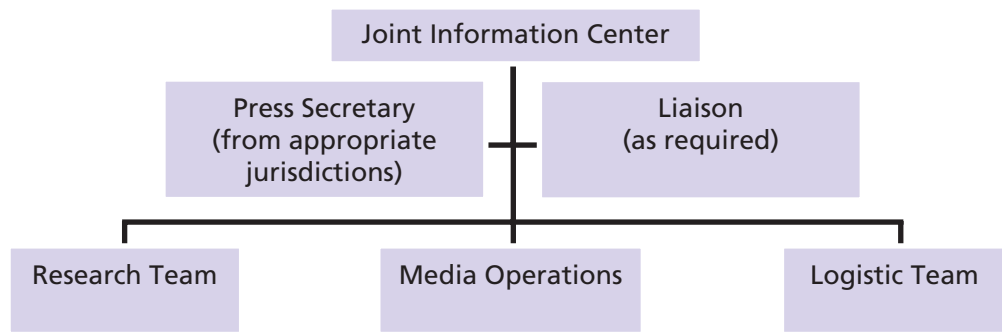 Joint Information Center
Press Secretary
(from appropriate
jurisdictions)
Liaison
(as required)
Research Team
Media Operations
Logistic Team